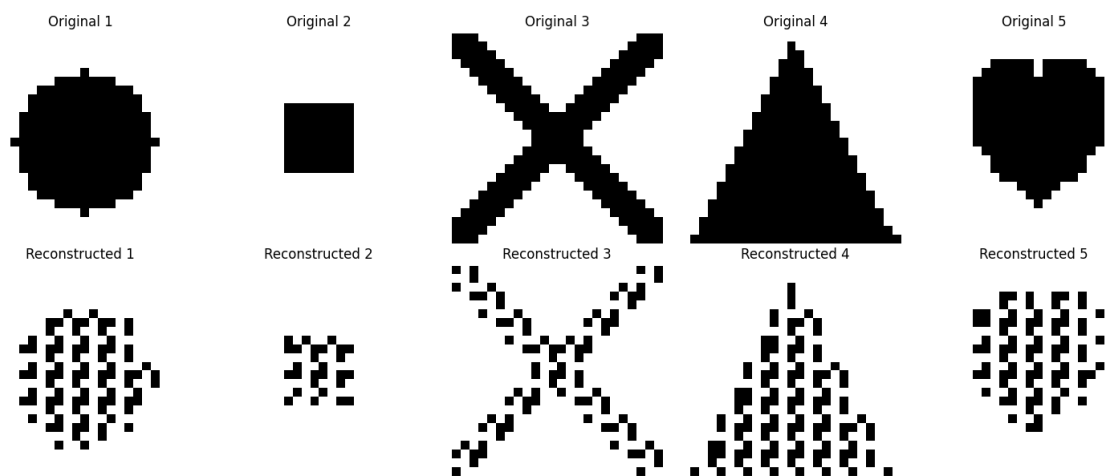 Original 1
Original 2
Original 3
Original 4
Original 5
Reconstructed 1
Reconstructed 2
Reconstructed 3
Reconstructed 4
Reconstructed 5